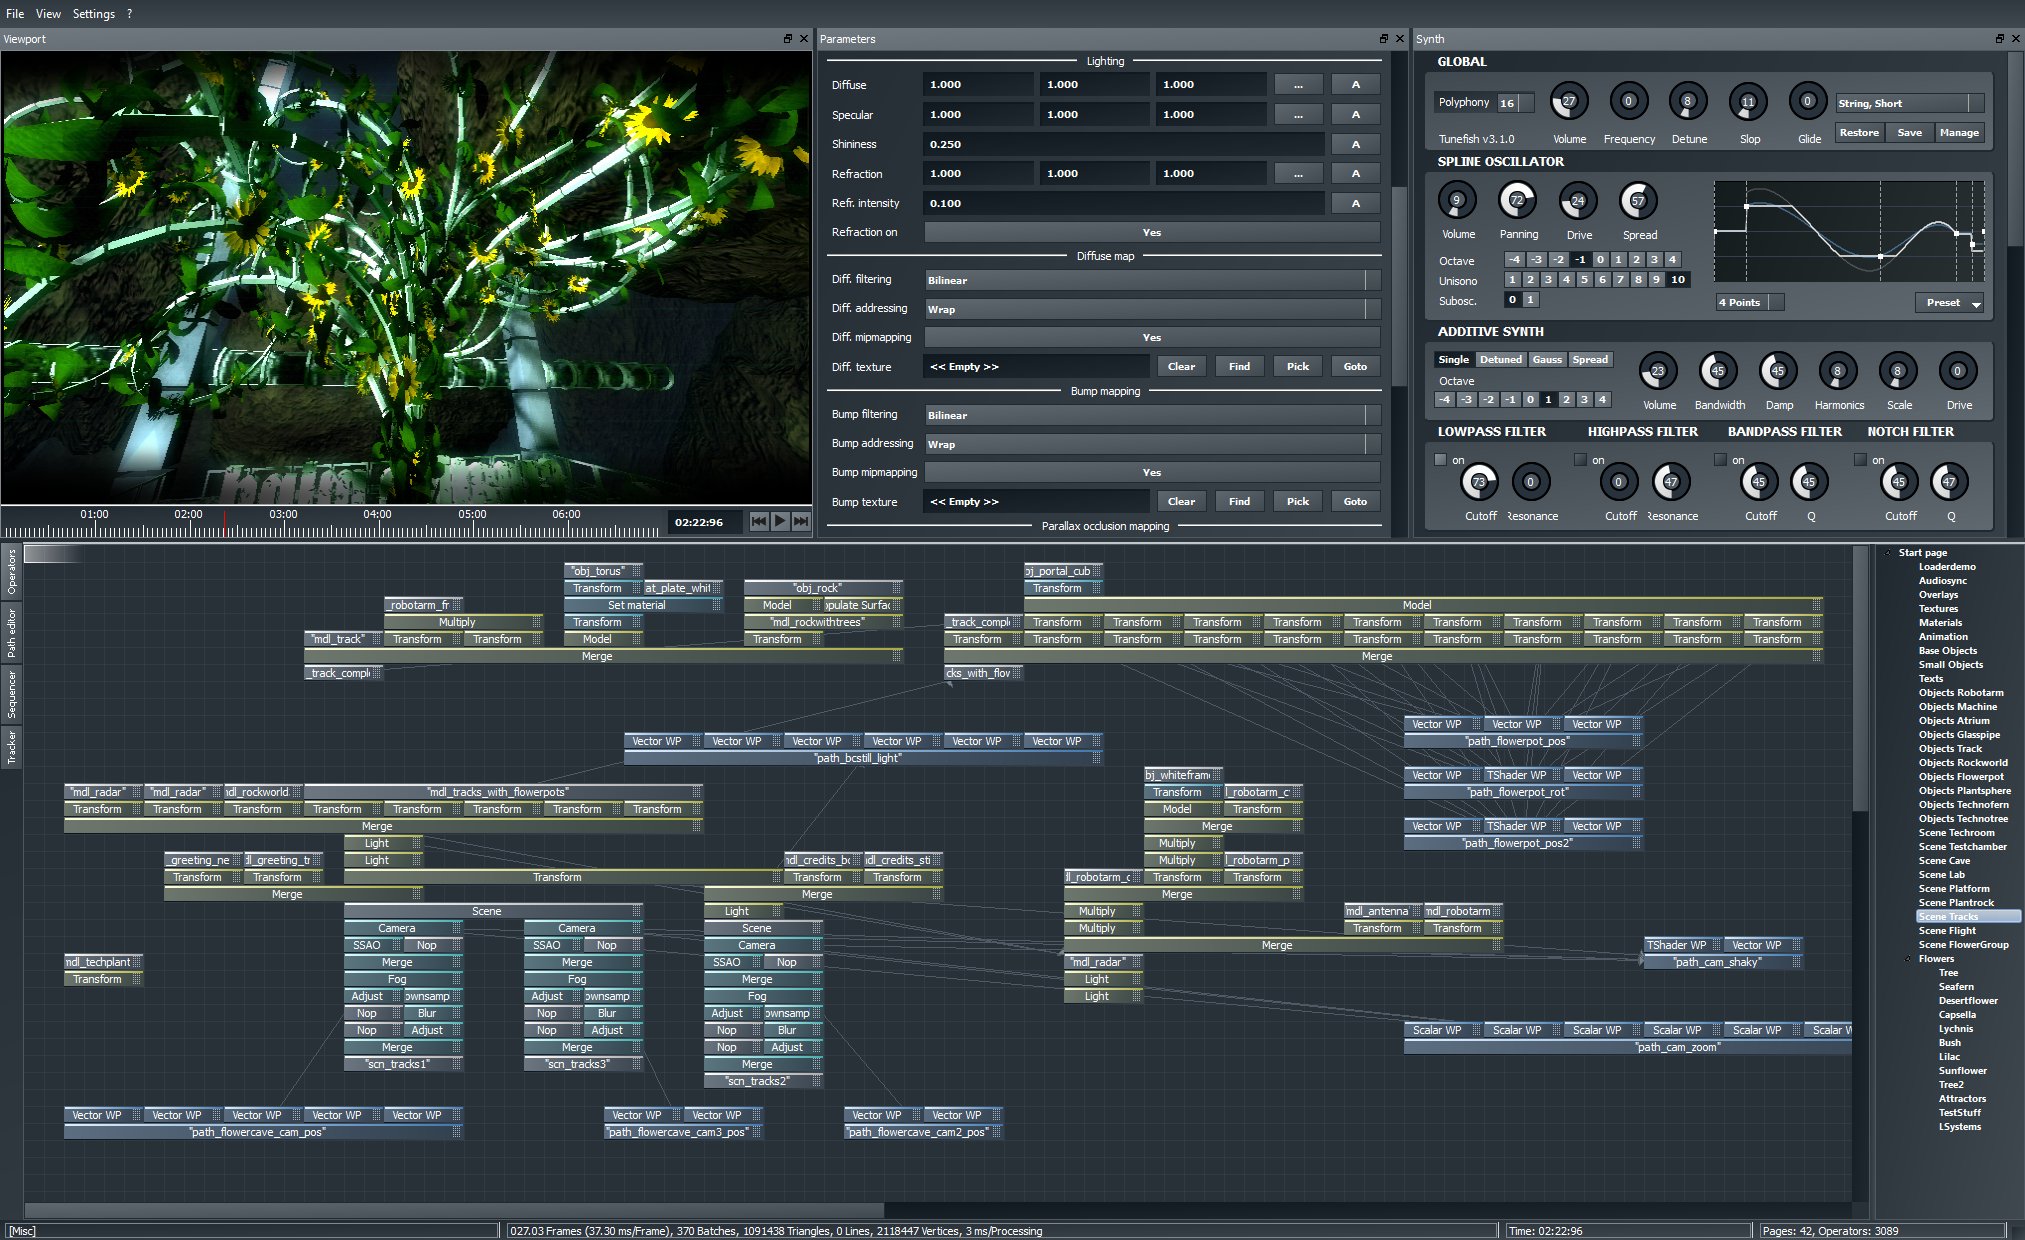 File View Settings ?
Viewport
01:00 02:00 03:00 04:00 05:00 06:00
02:22:96
Parameters
Lighting
Diffuse 1.000 1.000 1.000 ... A
Specular 1.000 1.000 1.000 ... A
Shininess 0.250 A
Refraction 1.000 1.000 1.000 ... A
Refr. intensity 0.100 A
Refraction on Yes
Diffuse map
Diff. filtering Bilinear
Diff. addressing Wrap
Diff. mipmapping Yes
Diff. texture << Empty >> Clear Find Pick Goto
Bump mapping
Bump filtering Bilinear
Bump addressing Wrap
Bump mipmapping Yes
Bump texture << Empty >> Clear Find Pick Goto
Parallax occlusion mapping
Synth
GLOBAL
Polyphony 16 27 0 8 11 0 String, Short
Tunefish v3.1.0 Volume Frequency Detune Slop Glide Restore Save Manage
SPLINE OSCILLATOR
9 72 24 57
Volume Panning Drive Spread
Octave -4 -3 -2 -1 0 1 2 3 4
Unisono 1 2 3 4 5 6 7 8 9 10
Subosc. 0 1
4 Points Preset
ADDITIVE SYNTH
Single Detuned Gauss Spread
Octave
-4 -3 -2 -1 0 1 2 3 4
23 45 45 8 8 0
Volume Bandwidth Damp Harmonics Scale Drive
LOWPASS FILTER HIGHPASS FILTER BANDPASS FILTER NOTCH FILTER
on on on on
73 0 0 47 45 45 45 47
Cutoff Resonance Cutoff Resonance Cutoff Q Cutoff Q
Operators
Path editor
Sequencer
Tracker
"obj_torus" bj_portal_cub
Transform at_plate_whit "obj_rock" Transform
_robotarm_fr Set material Model opulate Surfac Model
Multiply Transform "mdl_rockwithtrees" _track_compl Transform Transform Transform Transform Transform Transform Transform Transform Transform Transform
"mdl_track" Transform Transform Model Transform Transform Transform Transform Transform Transform Transform Transform Transform Transform Transform Transform
Merge Merge
_track_compl cks_with_flov
Vector WP Vector WP Vector WP
"path_flowerpot_pos"
Vector WP Vector WP Vector WP Vector WP Vector WP Vector WP
"path_bcstill_light"
bj_whitefram Vector WP TShader WP Vector WP
"mdl_radar" "mdl_radar" ndl_rockworld. "mdl_tracks_with_flowerpots" Transform l_robotarm_c "path_flowerpot_rot"
Transform Transform Transform Transform Transform Transform Transform Transform Model Transform
Merge Merge Vector WP TShader WP Vector WP
Light Multiply "path_flowerpot_pos2"
_greeting_ne dl_greeting_tr Light ndl_credits_bo dl_credits_sti Multiply l_robotarm_p
Transform Transform Transform Transform Transform ll_robotarm_c Transform Transform
Merge Merge Merge
Scene Light Multiply mdl_antenna mdl_robotarm
Camera Camera Scene Multiply Transform Transform
SSAO Nop SSAO Nop Camera Merge TShader WP Vector WP
mdl_techplant Merge Merge SSAO Nop "mdl_radar" "path_cam_shaky"
Transform Fog Fog Merge Light
Adjust ownsamp Adjust ownsamp Fog Light
Nop Blur Nop Blur Adjust ownsamp
Nop Adjust Nop Adjust Nop Blur Scalar WP Scalar WP Scalar WP Scalar WP Scalar WP Scalar W
Merge Merge Nop Adjust "path_cam_zoom"
"scn_tracks1" "scn_tracks3" Merge
"scn_tracks2"
Vector WP Vector WP Vector WP Vector WP Vector WP Vector WP Vector WP Vector WP Vector WP
"path_flowercave_cam_pos" "path_flowercave_cam3_pos" "path_flowercave_cam2_pos"
Start page
Loaderdemo
Audiosync
Overlays
Textures
Materials
Animation
Base Objects
Small Objects
Texts
Objects Robotarm
Objects Machine
Objects Atrium
Objects Glasspipe
Objects Track
Objects Rockworld
Objects Flowerpot
Objects Plantsphere
Objects Technofern
Objects Technotree
Scene Techroom
Scene Testchamber
Scene Cave
Scene Lab
Scene Platform
Scene Plantrock
Scene Tracks
Scene Flight
Scene FlowerGroup
Flowers
Tree
Seafern
Desertflower
Capsella
Lychnis
Bush
Lilac
Sunflower
Tree2
Attractors
TestStuff
LSystems
[Misc] 027.03 Frames (37.30 ms/Frame), 370 Batches, 1091438 Triangles, 0 Lines, 2118447 Vertices, 3 ms/Processing Time: 02:22:96 Pages: 42, Operators: 3089